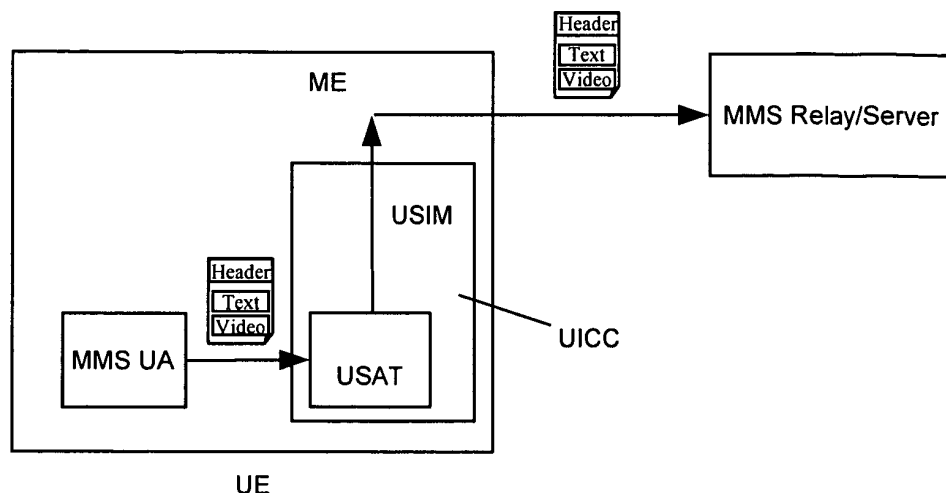 Header
Text
Video
ME
MMS Relay/Server
USIM
Header
Text
Video
MMS UA
USAT
UICC
UE